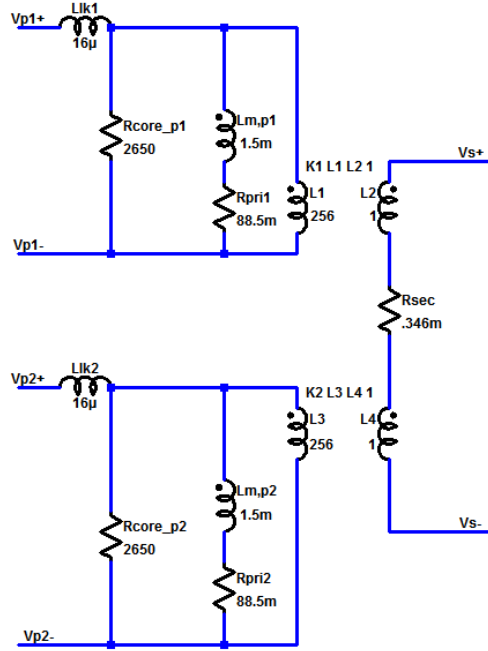 Llk1
Vp1+
16µ
Rcore_p1
2650
Lm,p1
1.5m
Rpri1
88.5m
K1 L1 L2 1
L1
256
L2
1
Vs+
Vp1-
Rsec
.346m
Llk2
Vp2+
16µ
K2 L3 L4 1
L3
256
L4
1
Lm,p2
1.5m
Rcore_p2
2650
Rpri2
88.5m
Vs-
Vp2-